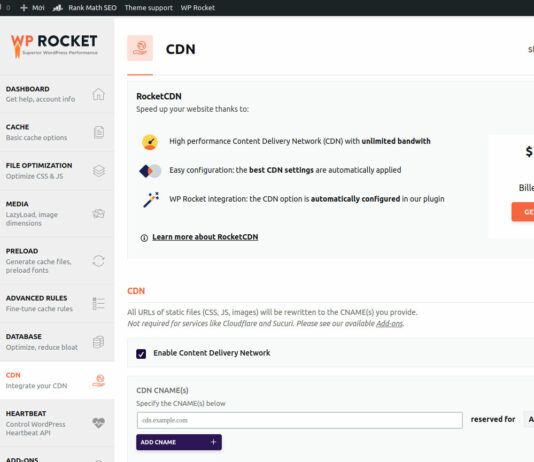 0 Mới Rank Math SEO Theme support WP Rocket
WP ROCKET
Superior WordPress Performance
CDN
DASHBOARD
Get help, account info
CACHE
Basic cache options
FILE OPTIMIZATION
Optimize CSS & JS
MEDIA
LazyLoad, image
dimensions
PRELOAD
Generate cache files,
preload fonts
ADVANCED RULES
Fine-tune cache rules
DATABASE
Optimize, reduce bloat
CDN
Integrate your CDN
HEARTBEAT
Control WordPress
Heartbeat API
ADD-ONS
RocketCDN
Speed up your website thanks to:
High performance Content Delivery Network (CDN) with unlimited bandwith
Easy configuration: the best CDN settings are automatically applied
WP Rocket integration: the CDN option is automatically configured in our plugin
Learn more about RocketCDN
$
Bille
GE
CDN
All URLs of static files (CSS, JS, images) will be rewritten to the CNAME(s) you provide.
Not required for services like Cloudflare and Sucuri. Please see our available Add-ons.
Enable Content Delivery Network
CDN CNAME(S)
Specify the CNAME(s) below
cdn.example.com
reserved for
A
ADD CNAME +